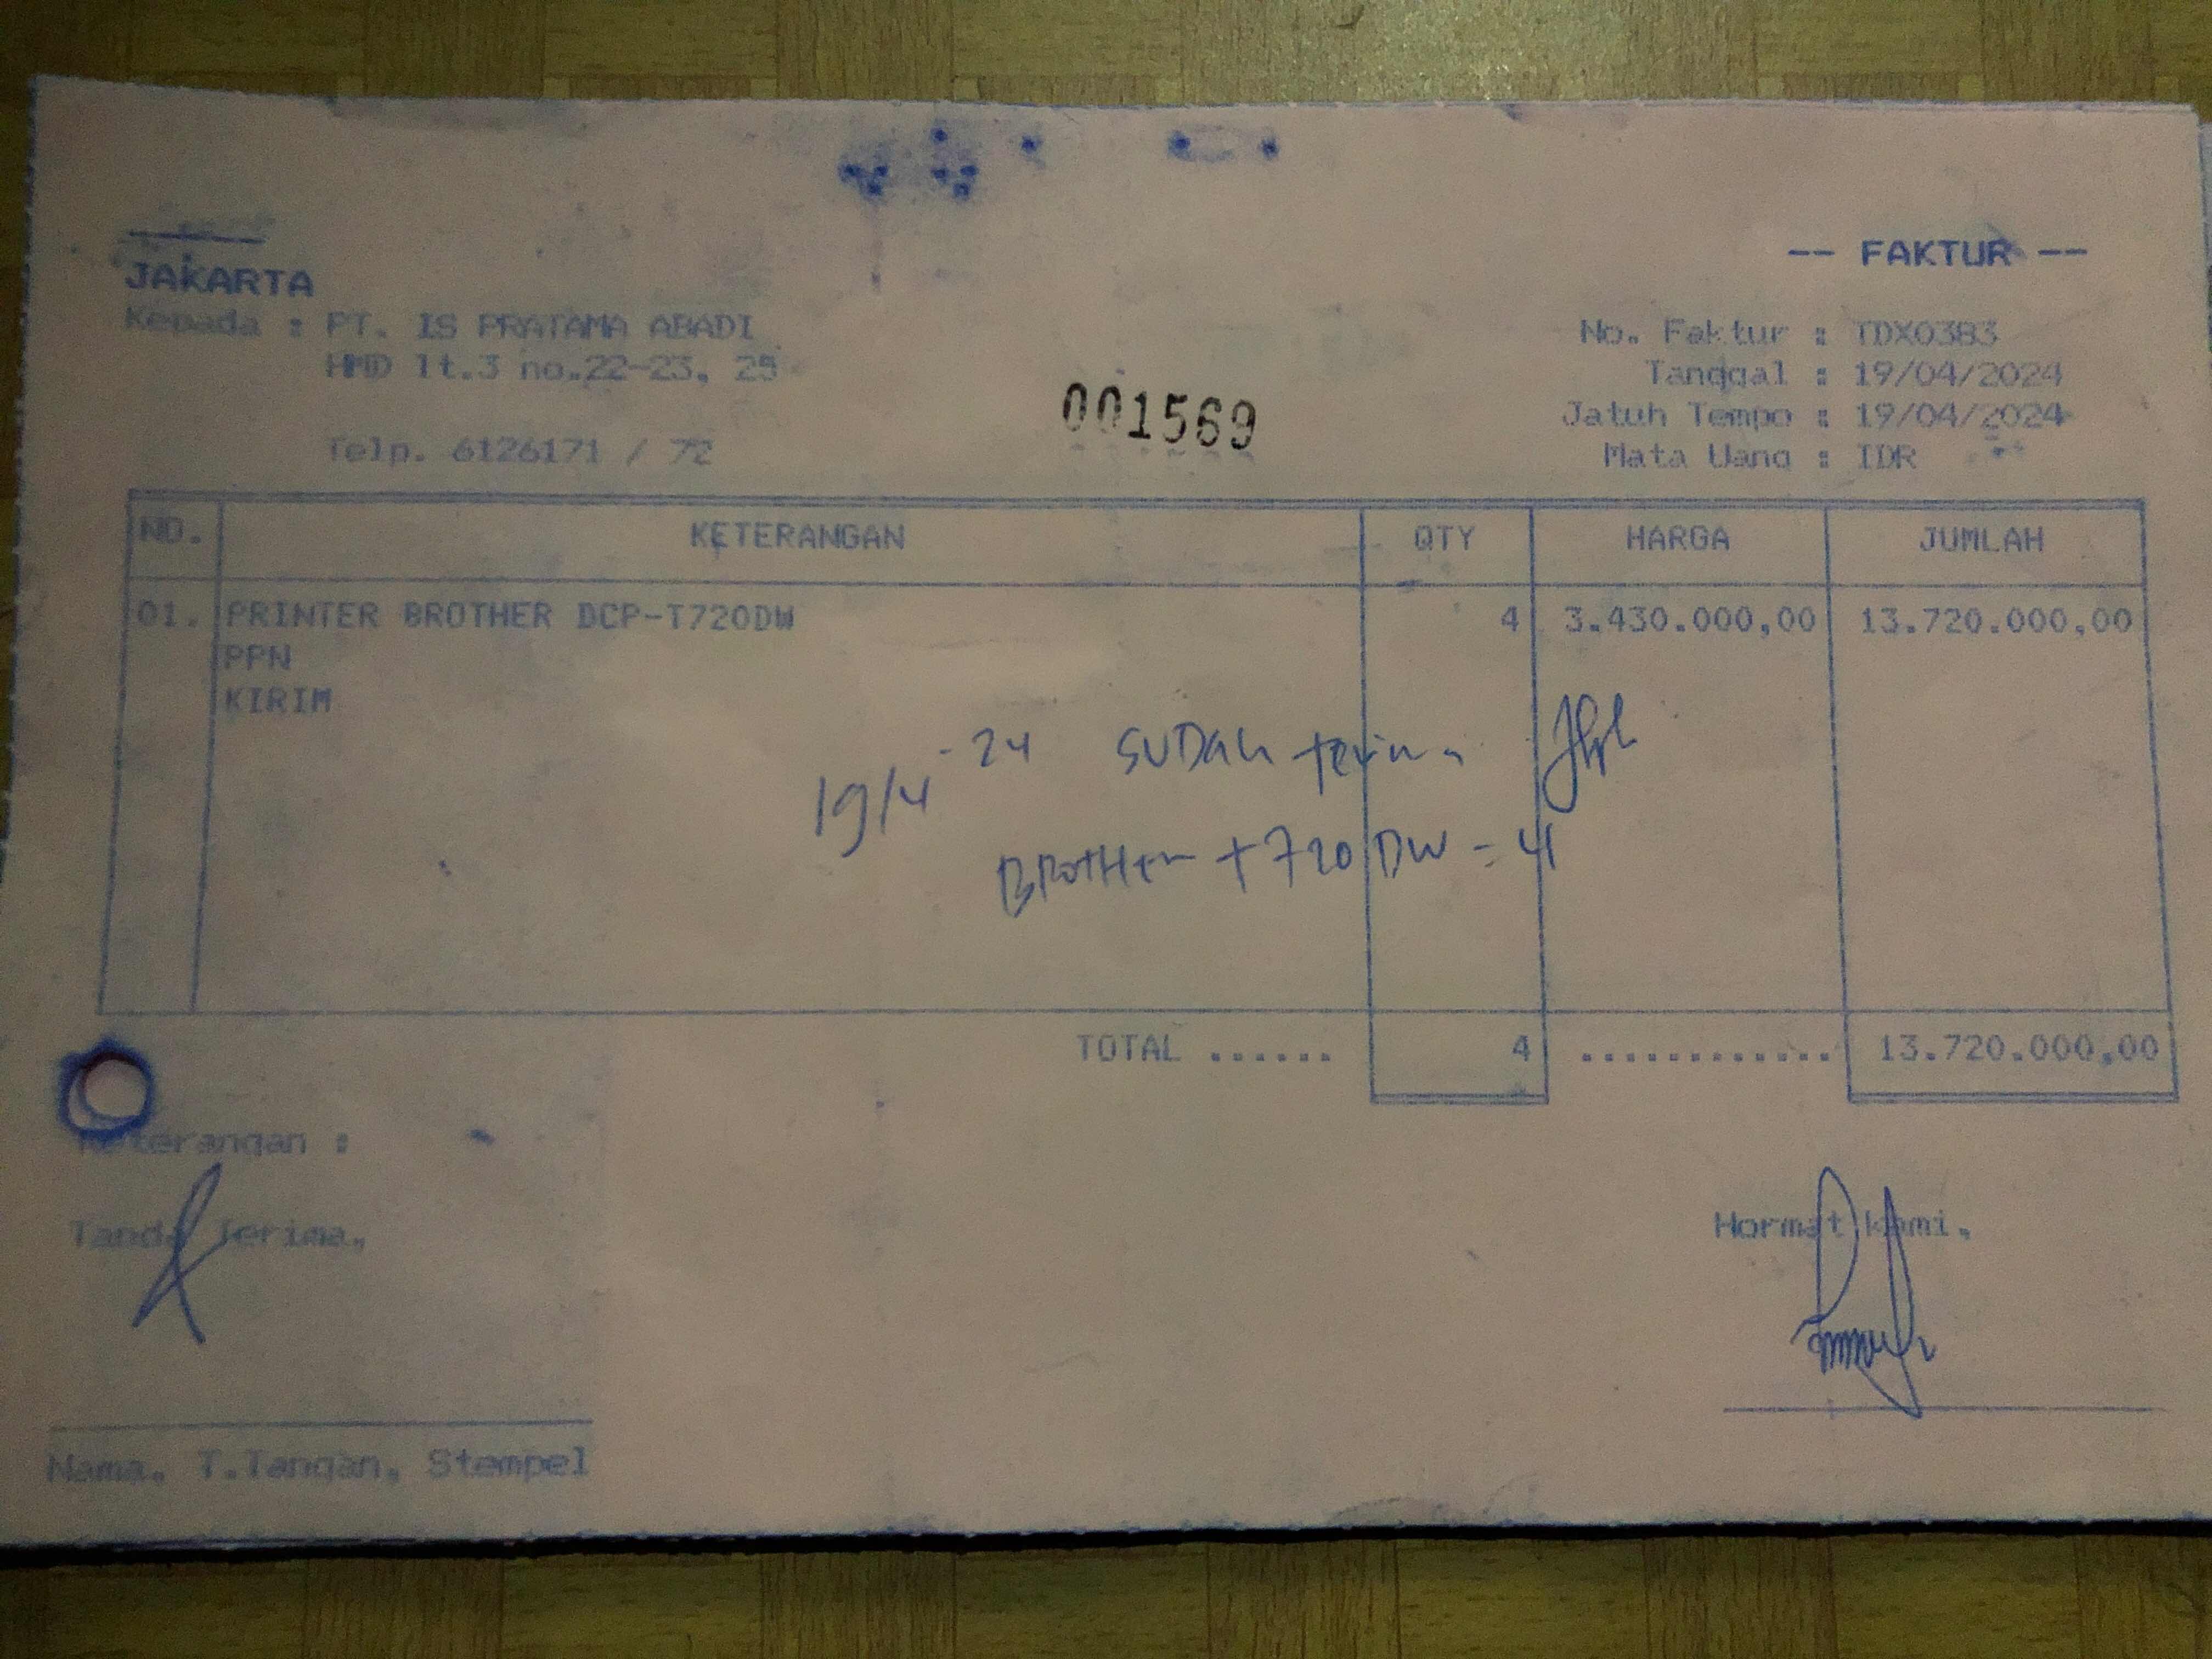 JAKARTA
-- FAKTUR --
Kepada : PT. IS PRATAMA ABADI
HMD lt.3 no.22-23, 25
Telp. 6126171 / 72
001569
No. Faktur : TDX0383
Tanggal : 19/04/2024
Jatuh Tempo : 19/04/2024
Mata Uang : IDR
NO. KETERANGAN QTY HARGA JUMLAH
01. PRINTER BROTHER DCP-T720DW 4 3.430.000,00 13.720.000,00
PPN
KIRIM
19/4 -24 SUDAH terima
BROTHER T720 DW = 4
TOTAL ...... 4 ............ 13.720.000,00
Keterangan :
Tanda Terima,
Hormat kami,
Nama, T.Tangan, Stempel